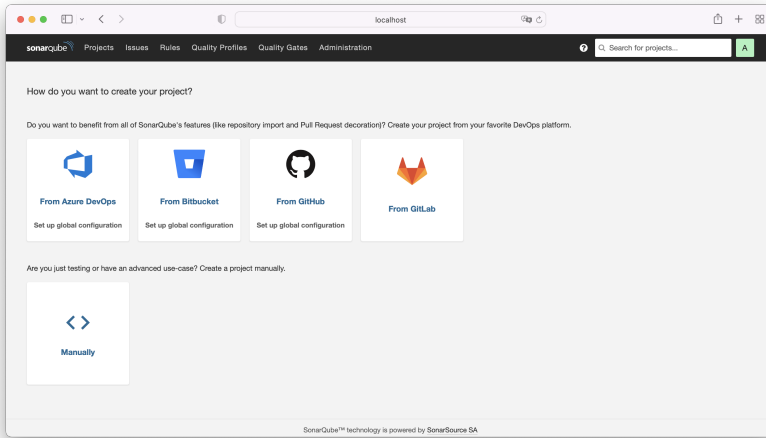 localhost
sonarqube Projects Issues Rules Quality Profiles Quality Gates Administration ? Search for projects... A
How do you want to create your project?
Do you want to benefit from all of SonarQube's features (like repository import and Pull Request decoration)? Create your project from your favorite DevOps platform.
From Azure DevOps From Bitbucket From GitHub From GitLab
Set up global configuration Set up global configuration Set up global configuration
Are you just testing or have an advanced use-case? Create a project manually.
Manually
SonarQube™ technology is powered by SonarSource SA